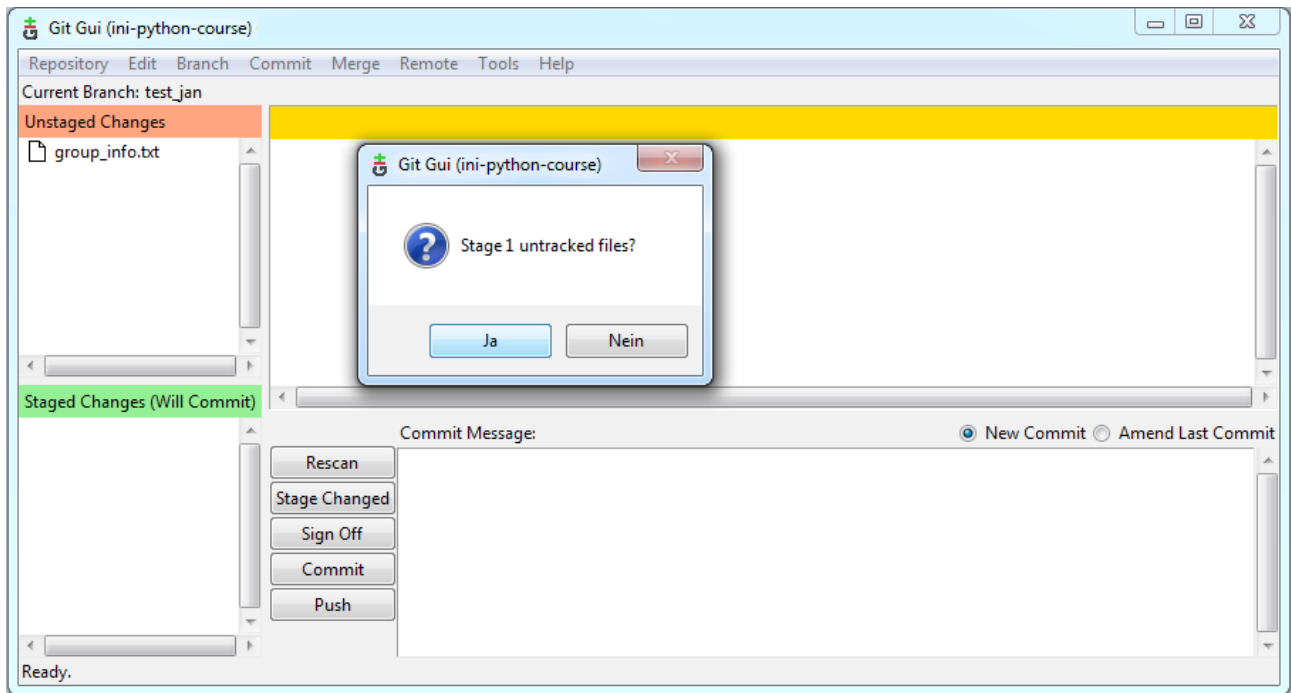 Git Gui (ini-python-course)
Repository Edit Branch Commit Merge Remote Tools Help
Current Branch: test_jan
Unstaged Changes
group_info.txt
Git Gui (ini-python-course)
Stage 1 untracked files?
Ja Nein
Staged Changes (Will Commit)
Commit Message: New Commit Amend Last Commit
Rescan
Stage Changed
Sign Off
Commit
Push
Ready.